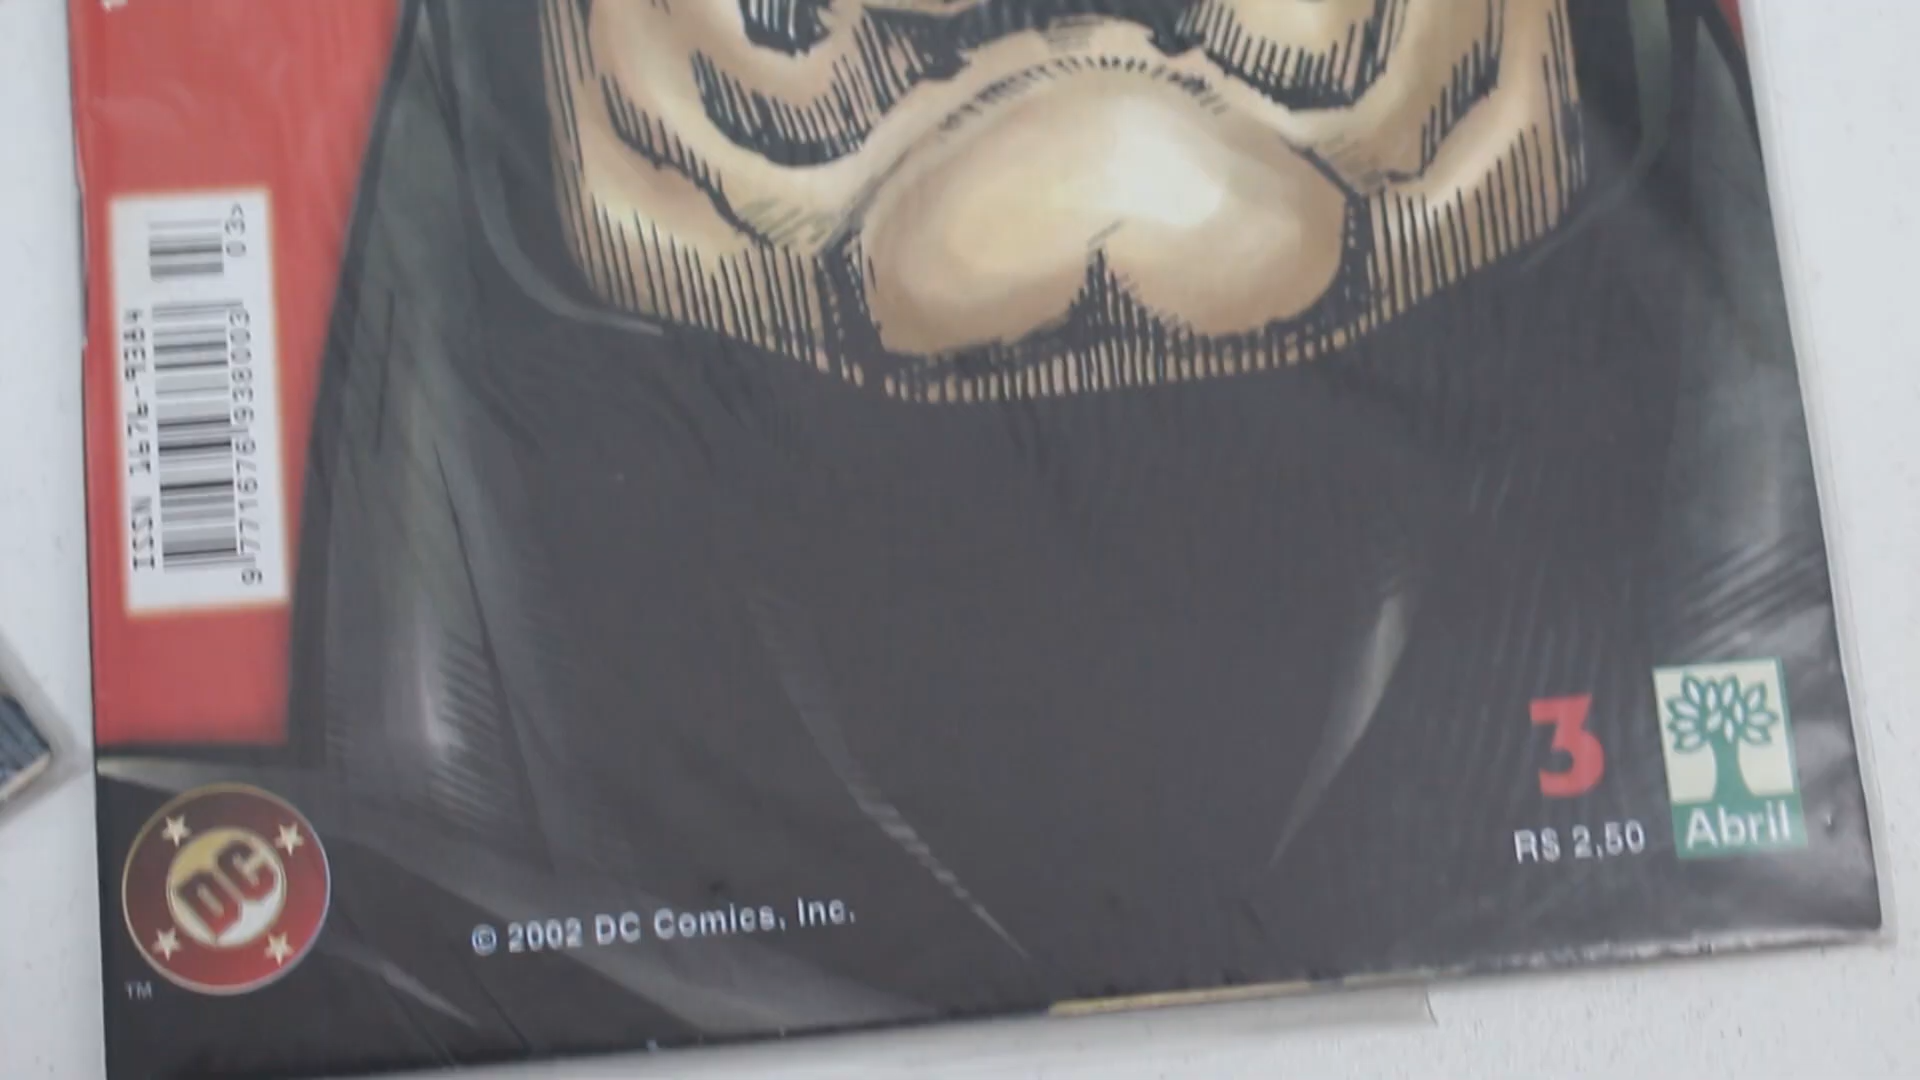 03>
ISSN 1676-9384
9 771676 938003
3
Abril
R$ 2,50
DC
© 2002 DC Comics, Inc.
TM